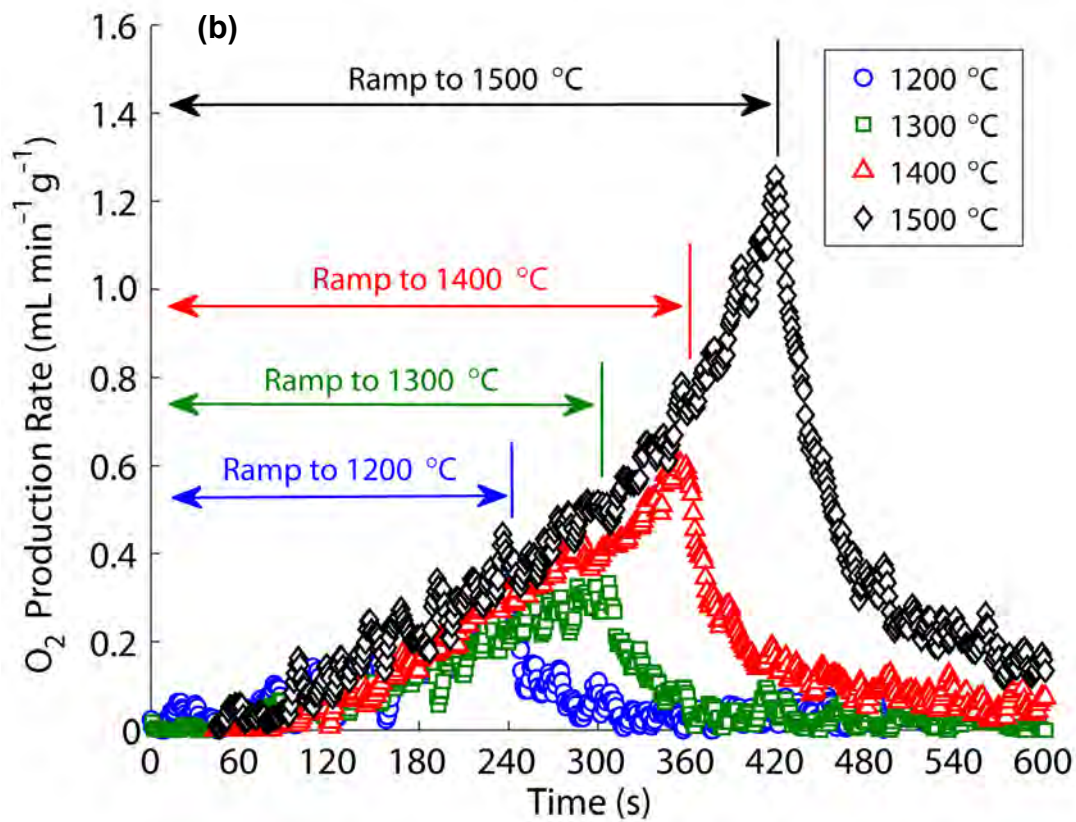 (b)
1.6
1.4
1.2
1.0
0.8
0.6
0.4
0.2
0
O₂ Production Rate (mL min⁻¹ g⁻¹)
Ramp to 1500 °C
Ramp to 1400 °C
Ramp to 1300 °C
Ramp to 1200 °C
1200 °C
1300 °C
1400 °C
1500 °C
0 60 120 180 240 300 360 420 480 540 600
Time (s)